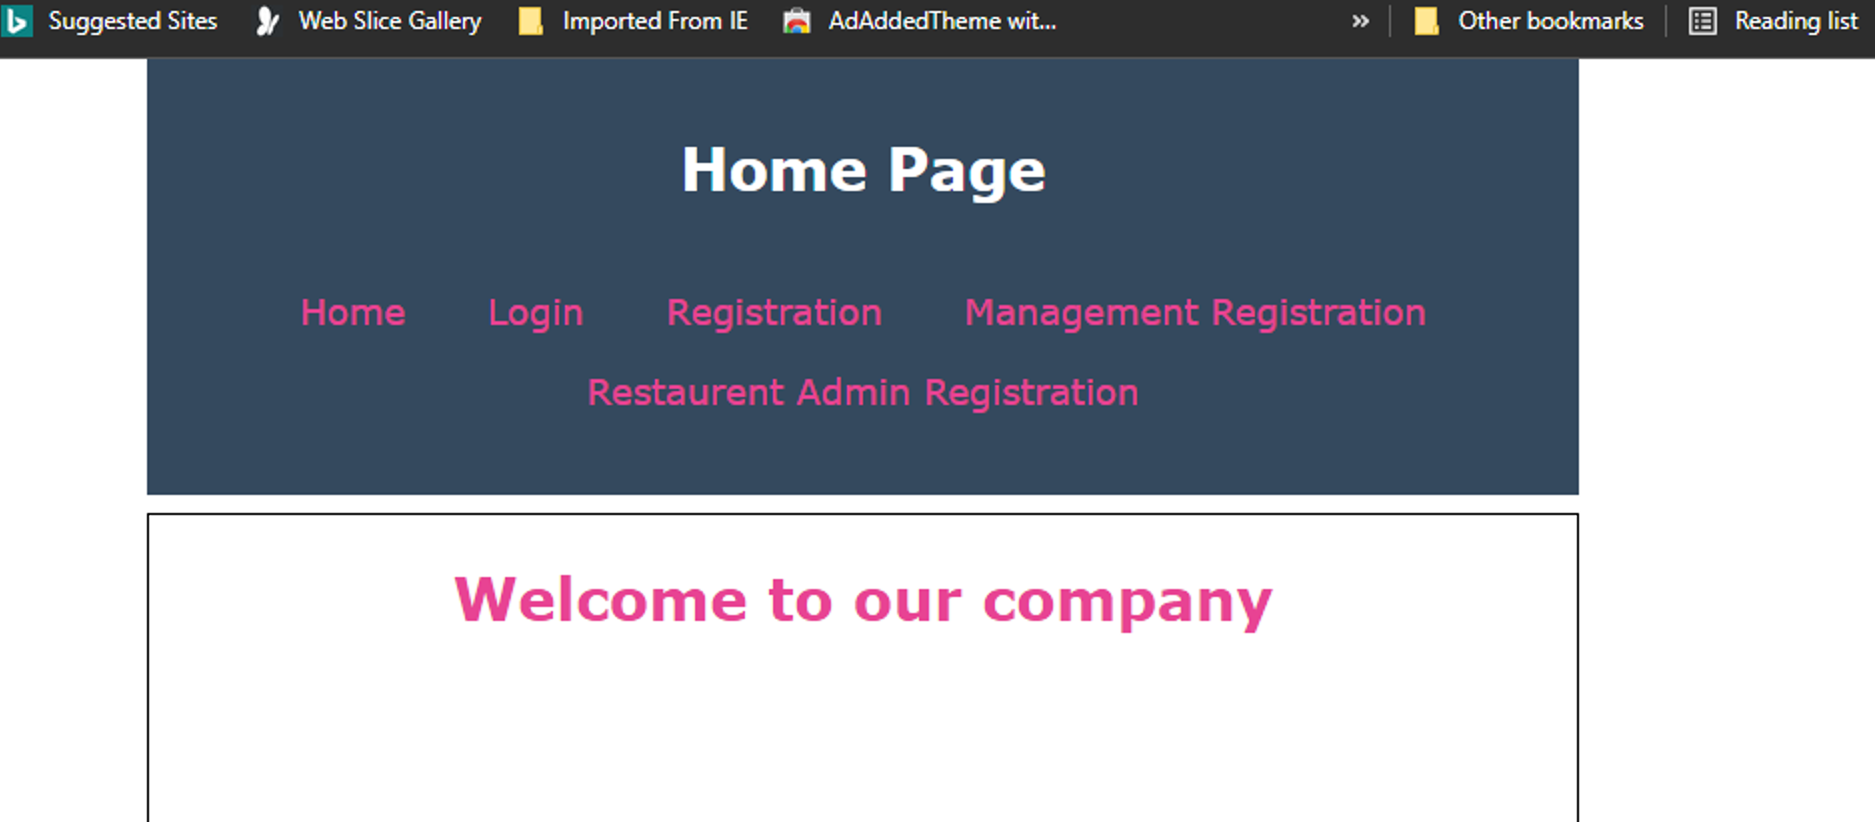 Suggested Sites Web Slice Gallery Imported From IE AdAddedTheme wit... » Other bookmarks Reading list
Home Page
Home Login Registration Management Registration
Restaurent Admin Registration
Welcome to our company